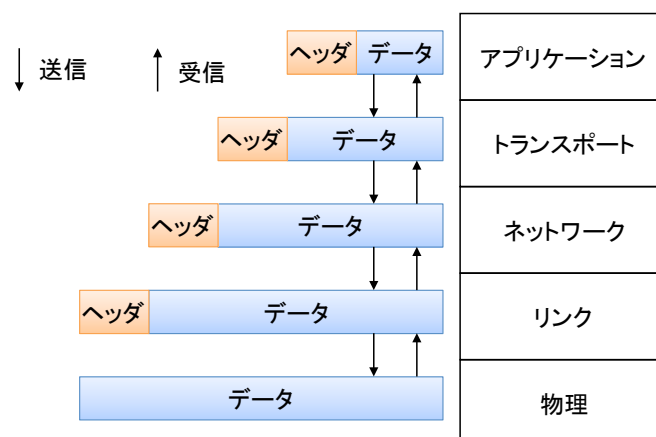 ヘッダ データ アプリケーション
送信 受信
ヘッダ データ トランスポート
ヘッダ データ ネットワーク
ヘッダ データ リンク
データ 物理